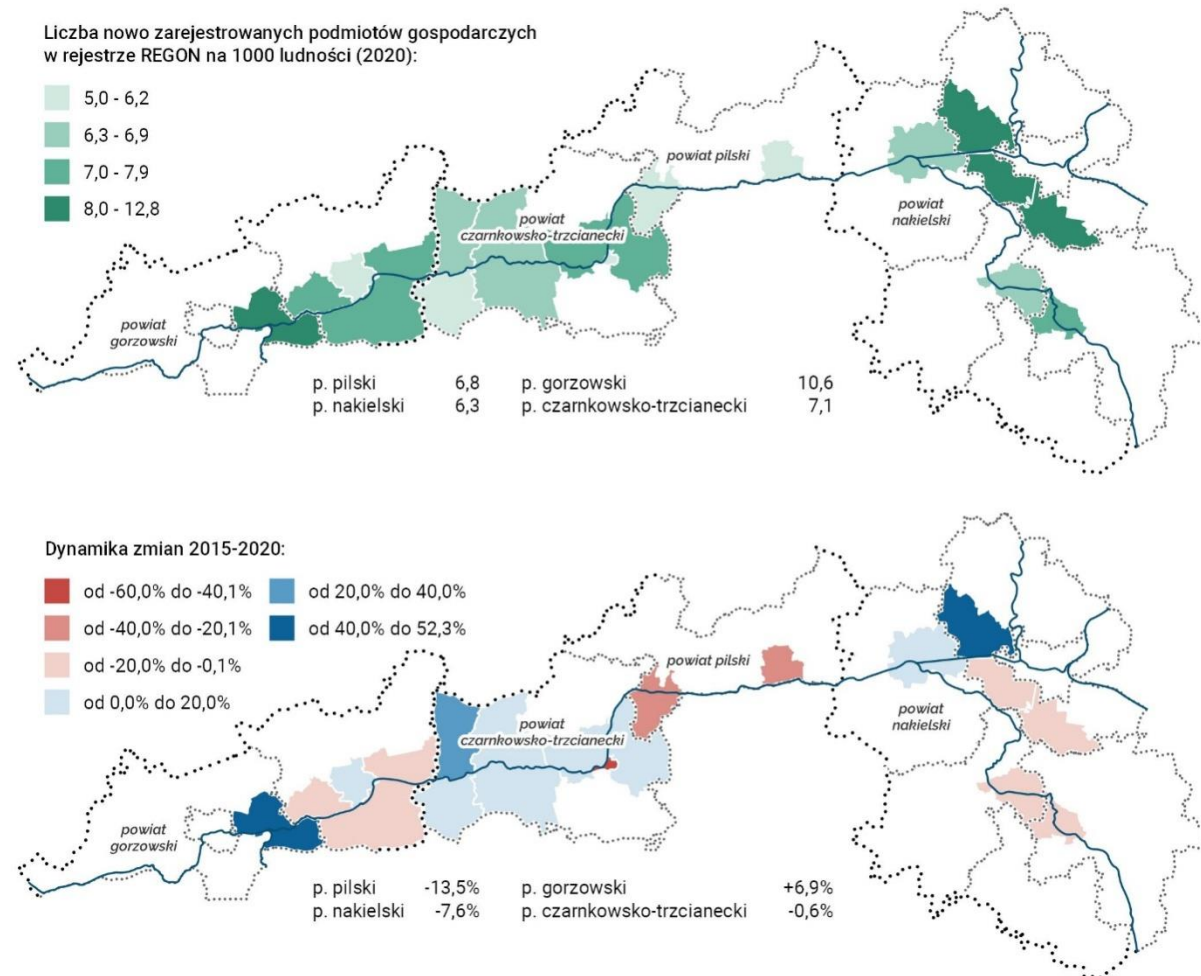 Liczba nowo zarejestrowanych podmiotów gospodarczych
w rejestrze REGON na 1000 ludności (2020):
5,0 - 6,2
6,3 - 6,9
7,0 - 7,9
8,0 - 12,8
powiat pilski
powiat
czarnkowsko-trzcianecki
powiat
nakielski
powiat
gorzowski
p. pilski 6,8 p. gorzowski 10,6
p. nakielski 6,3 p. czarnkowsko-trzcianecki 7,1
Dynamika zmian 2015-2020:
od -60,0% do -40,1% od 20,0% do 40,0%
od -40,0% do -20,1% od 40,0% do 52,3%
od -20,0% do -0,1%
od 0,0% do 20,0%
powiat pilski
powiat
czarnkowsko-trzcianecki
powiat
nakielski
powiat
gorzowski
p. pilski -13,5% p. gorzowski +6,9%
p. nakielski -7,6% p. czarnkowsko-trzcianecki -0,6%